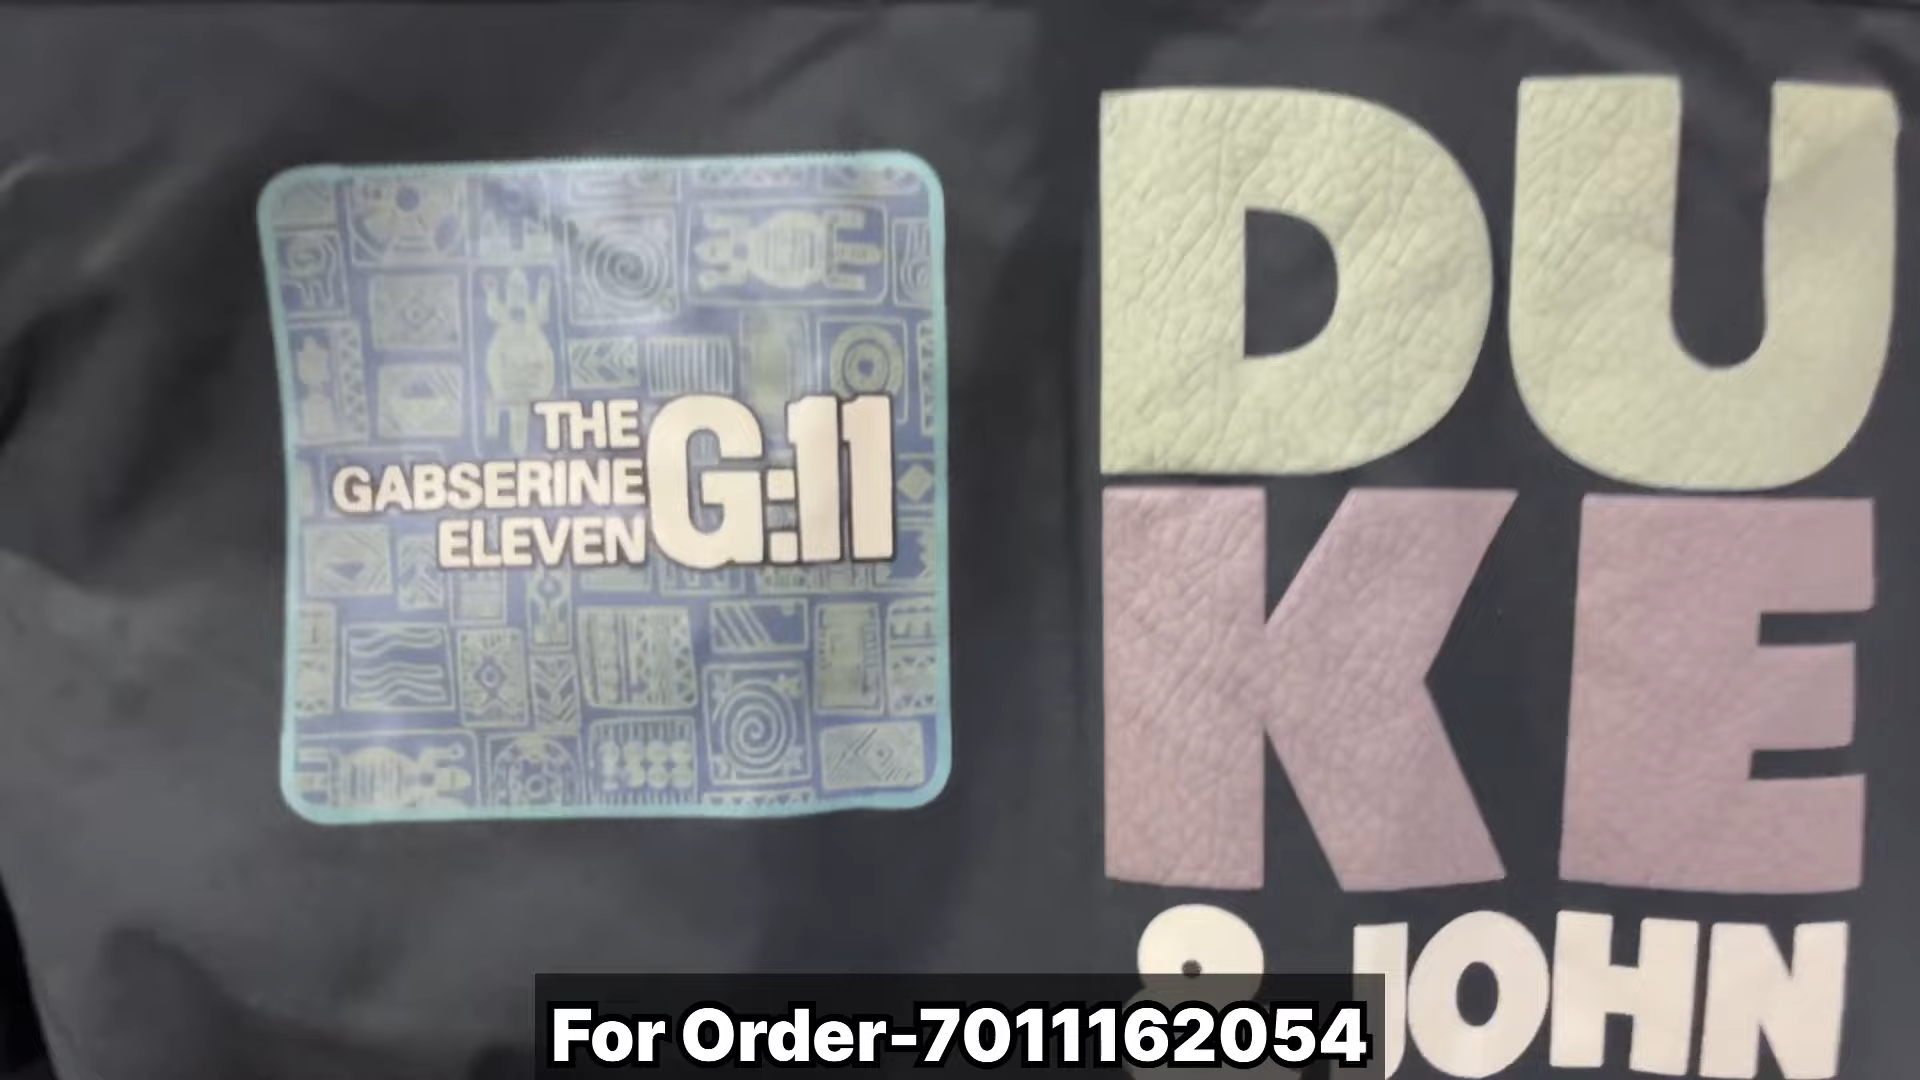 THE
GABSERINE
ELEVEN
G:11
DU
KE
& JOHN
For Order-7011162054